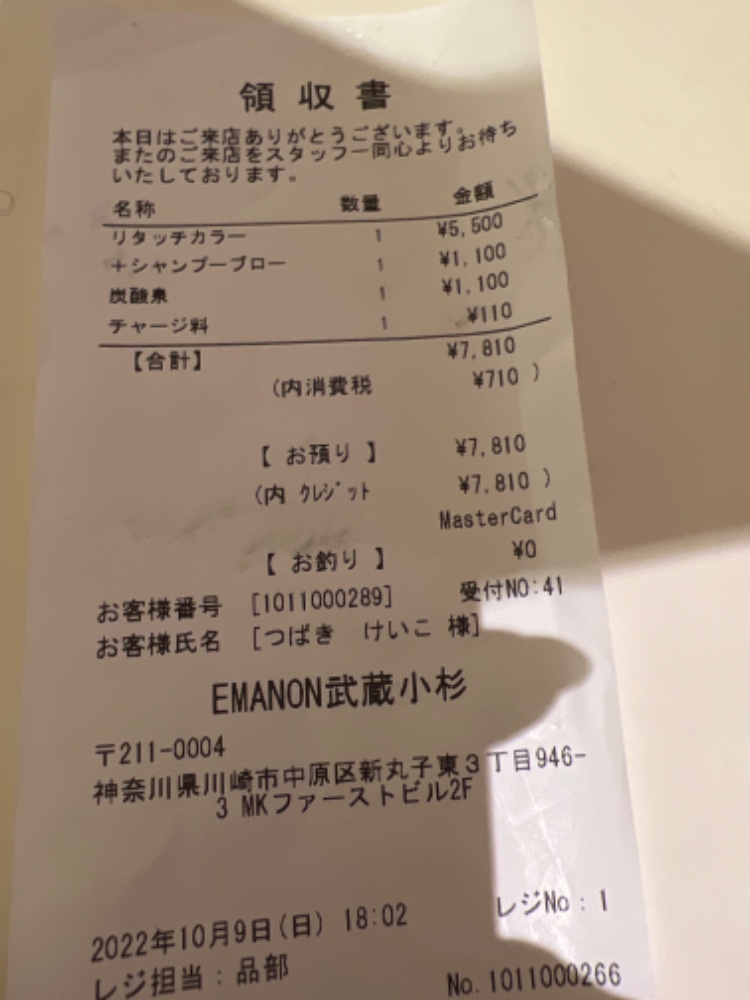 領収書
本日はご来店ありがとうございます。
またのご来店をスタッフ一同心よりお待ち
いたしております。
名称 数量 金額
リタッチカラー 1 ¥5,500
＋シャンプーブロー 1 ¥1,100
炭酸泉 1 ¥1,100
チャージ料 1 ¥110
【合計】 ¥7,810
(内消費税 ¥710 )
【 お預り 】 ¥7,810
(内 ｸﾚｼﾞｯﾄ ¥7,810 )
MasterCard
【 お釣り 】 ¥0
お客様番号 [1011000289] 受付NO:41
お客様氏名 [つばき けいこ 様]
EMANON武蔵小杉
〒211-0004
神奈川県川崎市中原区新丸子東３丁目946-
3 MKファーストビル2F
2022年10月9日(日) 18:02 レジNo: 1
レジ担当:品部 No.1011000266